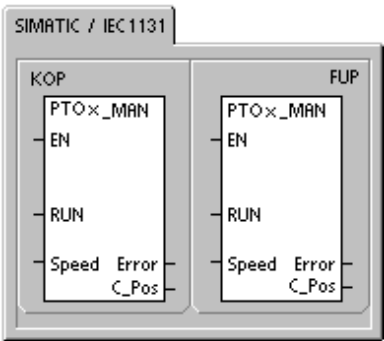 SIMATIC / IEC1131
KOP
PTOx_MAN
EN
RUN
Speed Error
C_Pos
FUP
PTOx_MAN
EN
RUN
Speed Error
C_Pos